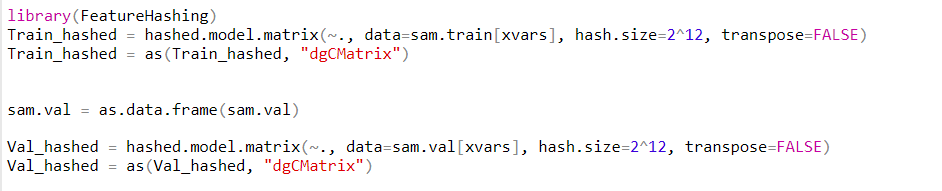 library(FeatureHashing)
Train_hashed = hashed.model.matrix(~., data=sam.train[xvars], hash.size=2^12, transpose=FALSE)
Train_hashed = as(Train_hashed, "dgCMatrix")
sam.val = as.data.frame(sam.val)
Val_hashed = hashed.model.matrix(~., data=sam.val[xvars], hash.size=2^12, transpose=FALSE)
Val_hashed = as(Val_hashed, "dgCMatrix")